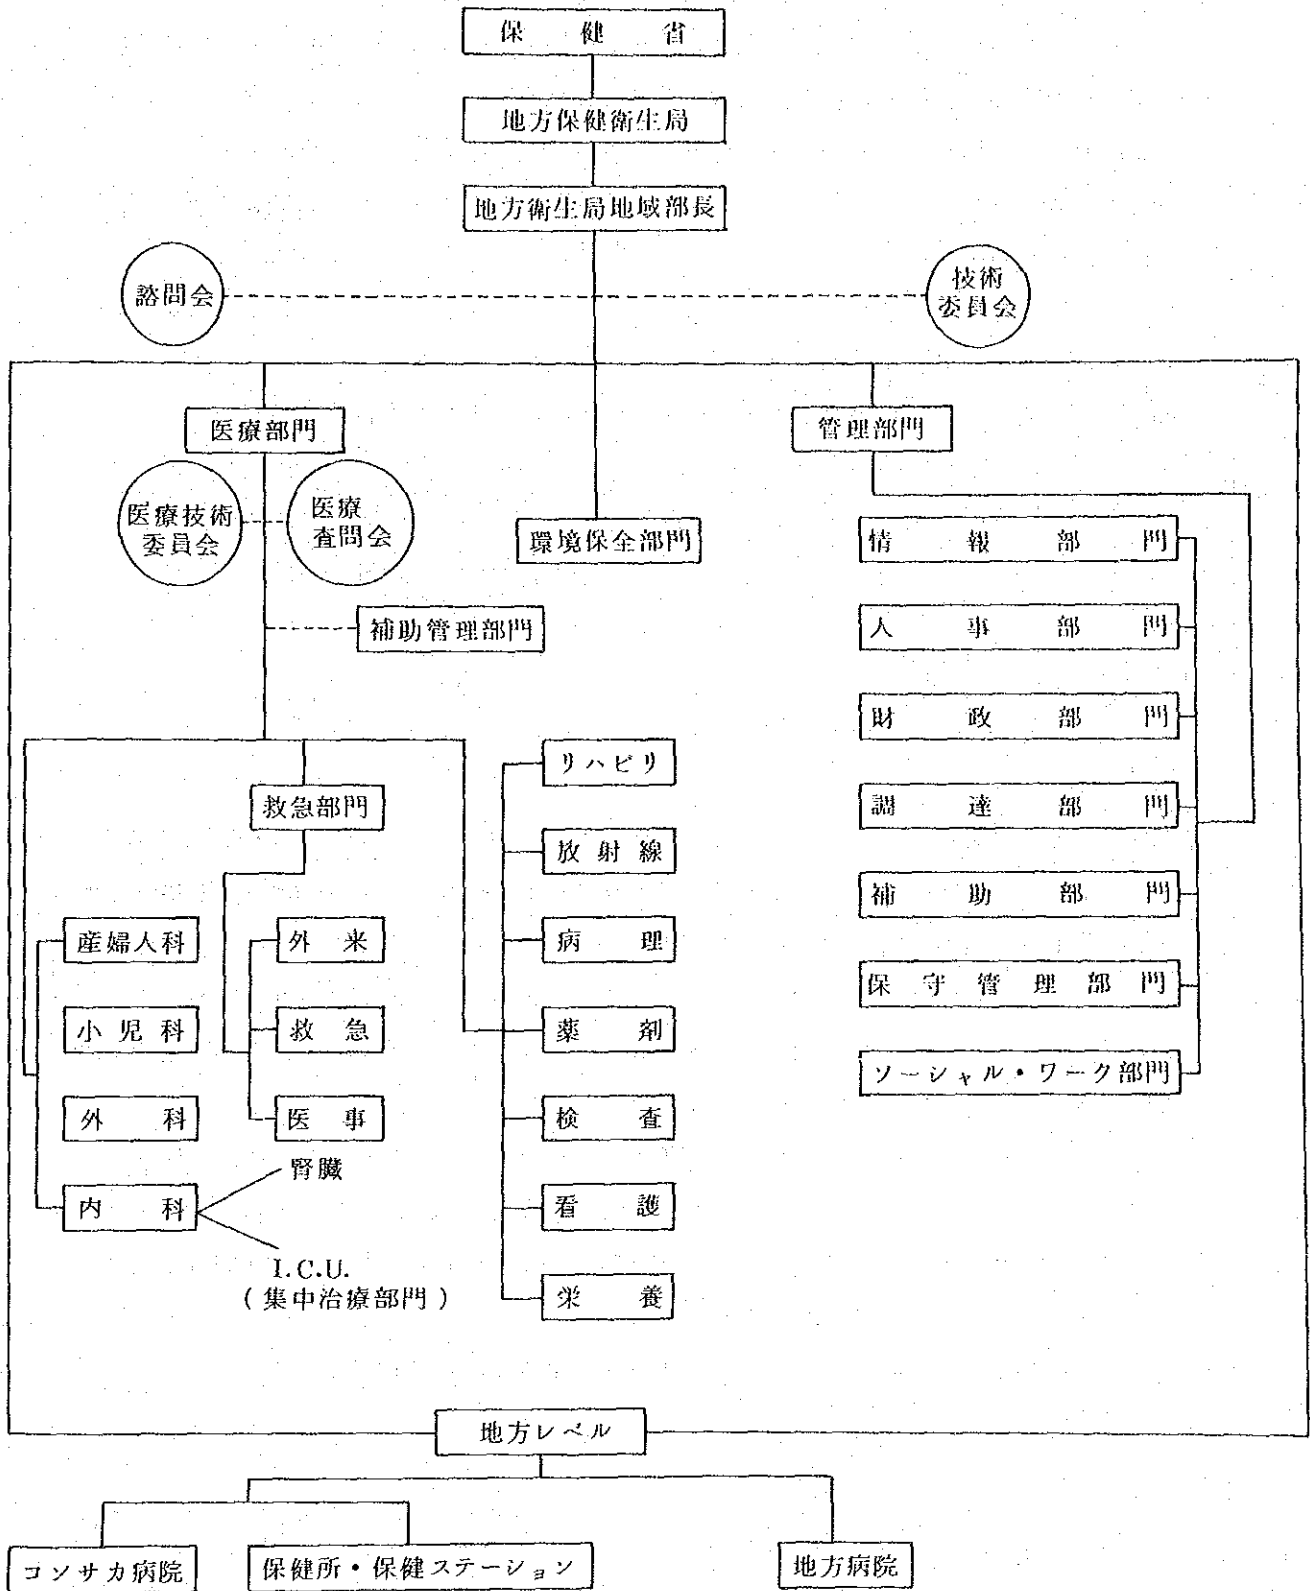 保健省
地方保健衛生局
地方衛生局地域部長
諮問会
技術
委員会
医療部門
管理部門
医療技術
委員会
医療
査問会
環境保全部門
補助管理部門
情報部門
人事部門
財政部門
調達部門
補助部門
保守管理部門
ソーシャル・ワーク部門
救急部門
産婦人科
小児科
外科
内科
腎臓
I.C.U.
(集中治療部門)
外来
救急
医事
リハビリ
放射線
病理
薬剤
検査
看護
栄養
地方レベル
コソサカ病院
保健所・保健ステーション
地方病院